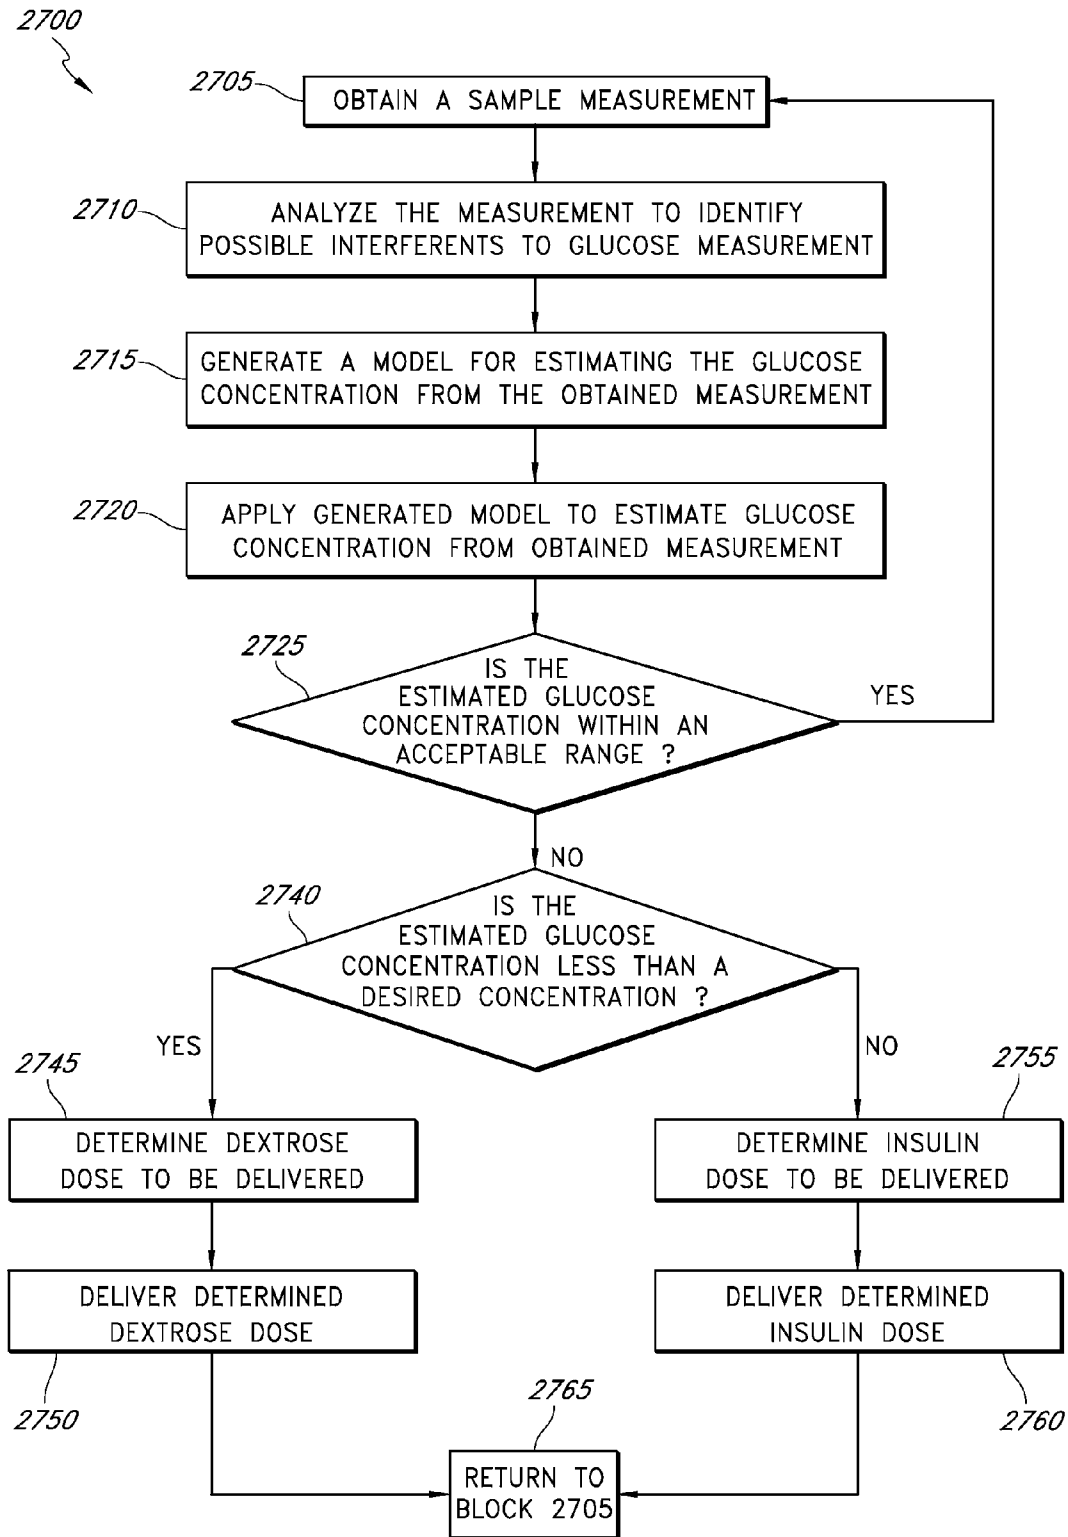 2700
2705
OBTAIN A SAMPLE MEASUREMENT
2710
ANALYZE THE MEASUREMENT TO IDENTIFY
POSSIBLE INTERFERENTS TO GLUCOSE MEASUREMENT
2715
GENERATE A MODEL FOR ESTIMATING THE GLUCOSE
CONCENTRATION FROM THE OBTAINED MEASUREMENT
2720
APPLY GENERATED MODEL TO ESTIMATE GLUCOSE
CONCENTRATION FROM OBTAINED MEASUREMENT
2725
IS THE
ESTIMATED GLUCOSE
CONCENTRATION WITHIN AN
ACCEPTABLE RANGE ?
YES
NO
2740
IS THE
ESTIMATED GLUCOSE
CONCENTRATION LESS THAN A
DESIRED CONCENTRATION ?
YES
NO
2745
DETERMINE DEXTROSE
DOSE TO BE DELIVERED
2755
DETERMINE INSULIN
DOSE TO BE DELIVERED
DELIVER DETERMINED
DEXTROSE DOSE
2750
DELIVER DETERMINED
INSULIN DOSE
2760
2765
RETURN TO
BLOCK 2705